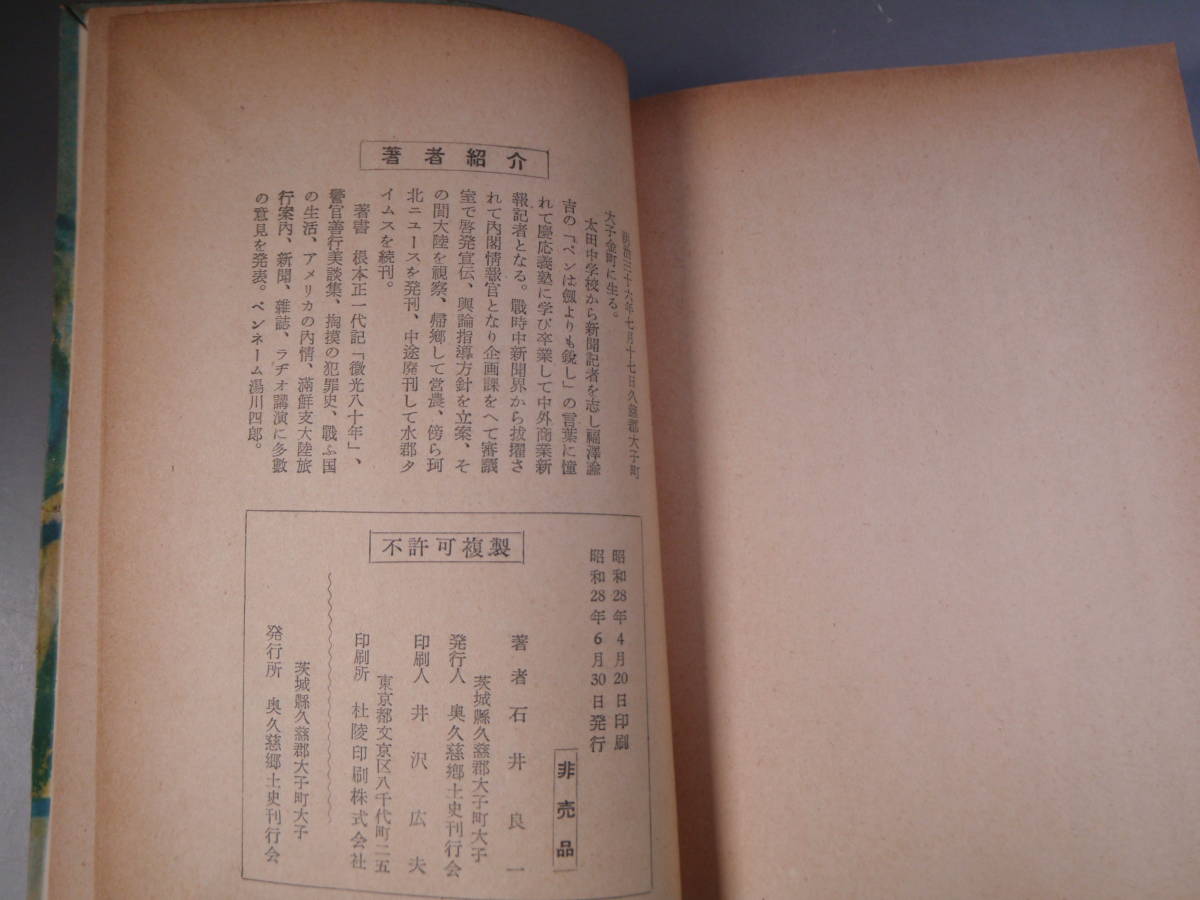 著者紹介
明治三十六年七月十七日久慈郡大子町
大子金町に生る。
太田中学校から新聞記者を志し福澤諭
吉の「ペンは劔よりも鋭し」の言葉に憧
れて慶応義塾に学び卒業して中外商業新
報記者となる。戰時中新聞界から拔擢さ
れて内閣情報官となり企画課をへて審議
室で啓発宣伝、輿論指導方針を立案、そ
の間大陸を視察、帰郷して営農、傍ら珂
北ニュースを発刊、中途廃刊して水郡タ
イムスを続刊。
著書　根本正一代記「微光八十年」、
警官善行美談集、掏摸の犯罪史、戰ふ国
の生活、アメリカの内情、滿鮮支大陸旅
行案内、新聞、雜誌、ラヂオ講演に多数
の意見を発表。ペンネーム湯川四郎。
不許可複製
昭和28年4月20日印刷
昭和28年6月30日発行
非売品
著者　石井良一
茨城縣久慈郡大子町大子
発行人　奥久慈郷土史刊行会
印刷人　井沢広夫
東京都文京区八千代町二五
印刷所　杜陵印刷株式会社
茨城縣久慈郡大子町大子
発行所　奥久慈郷土史刊行会